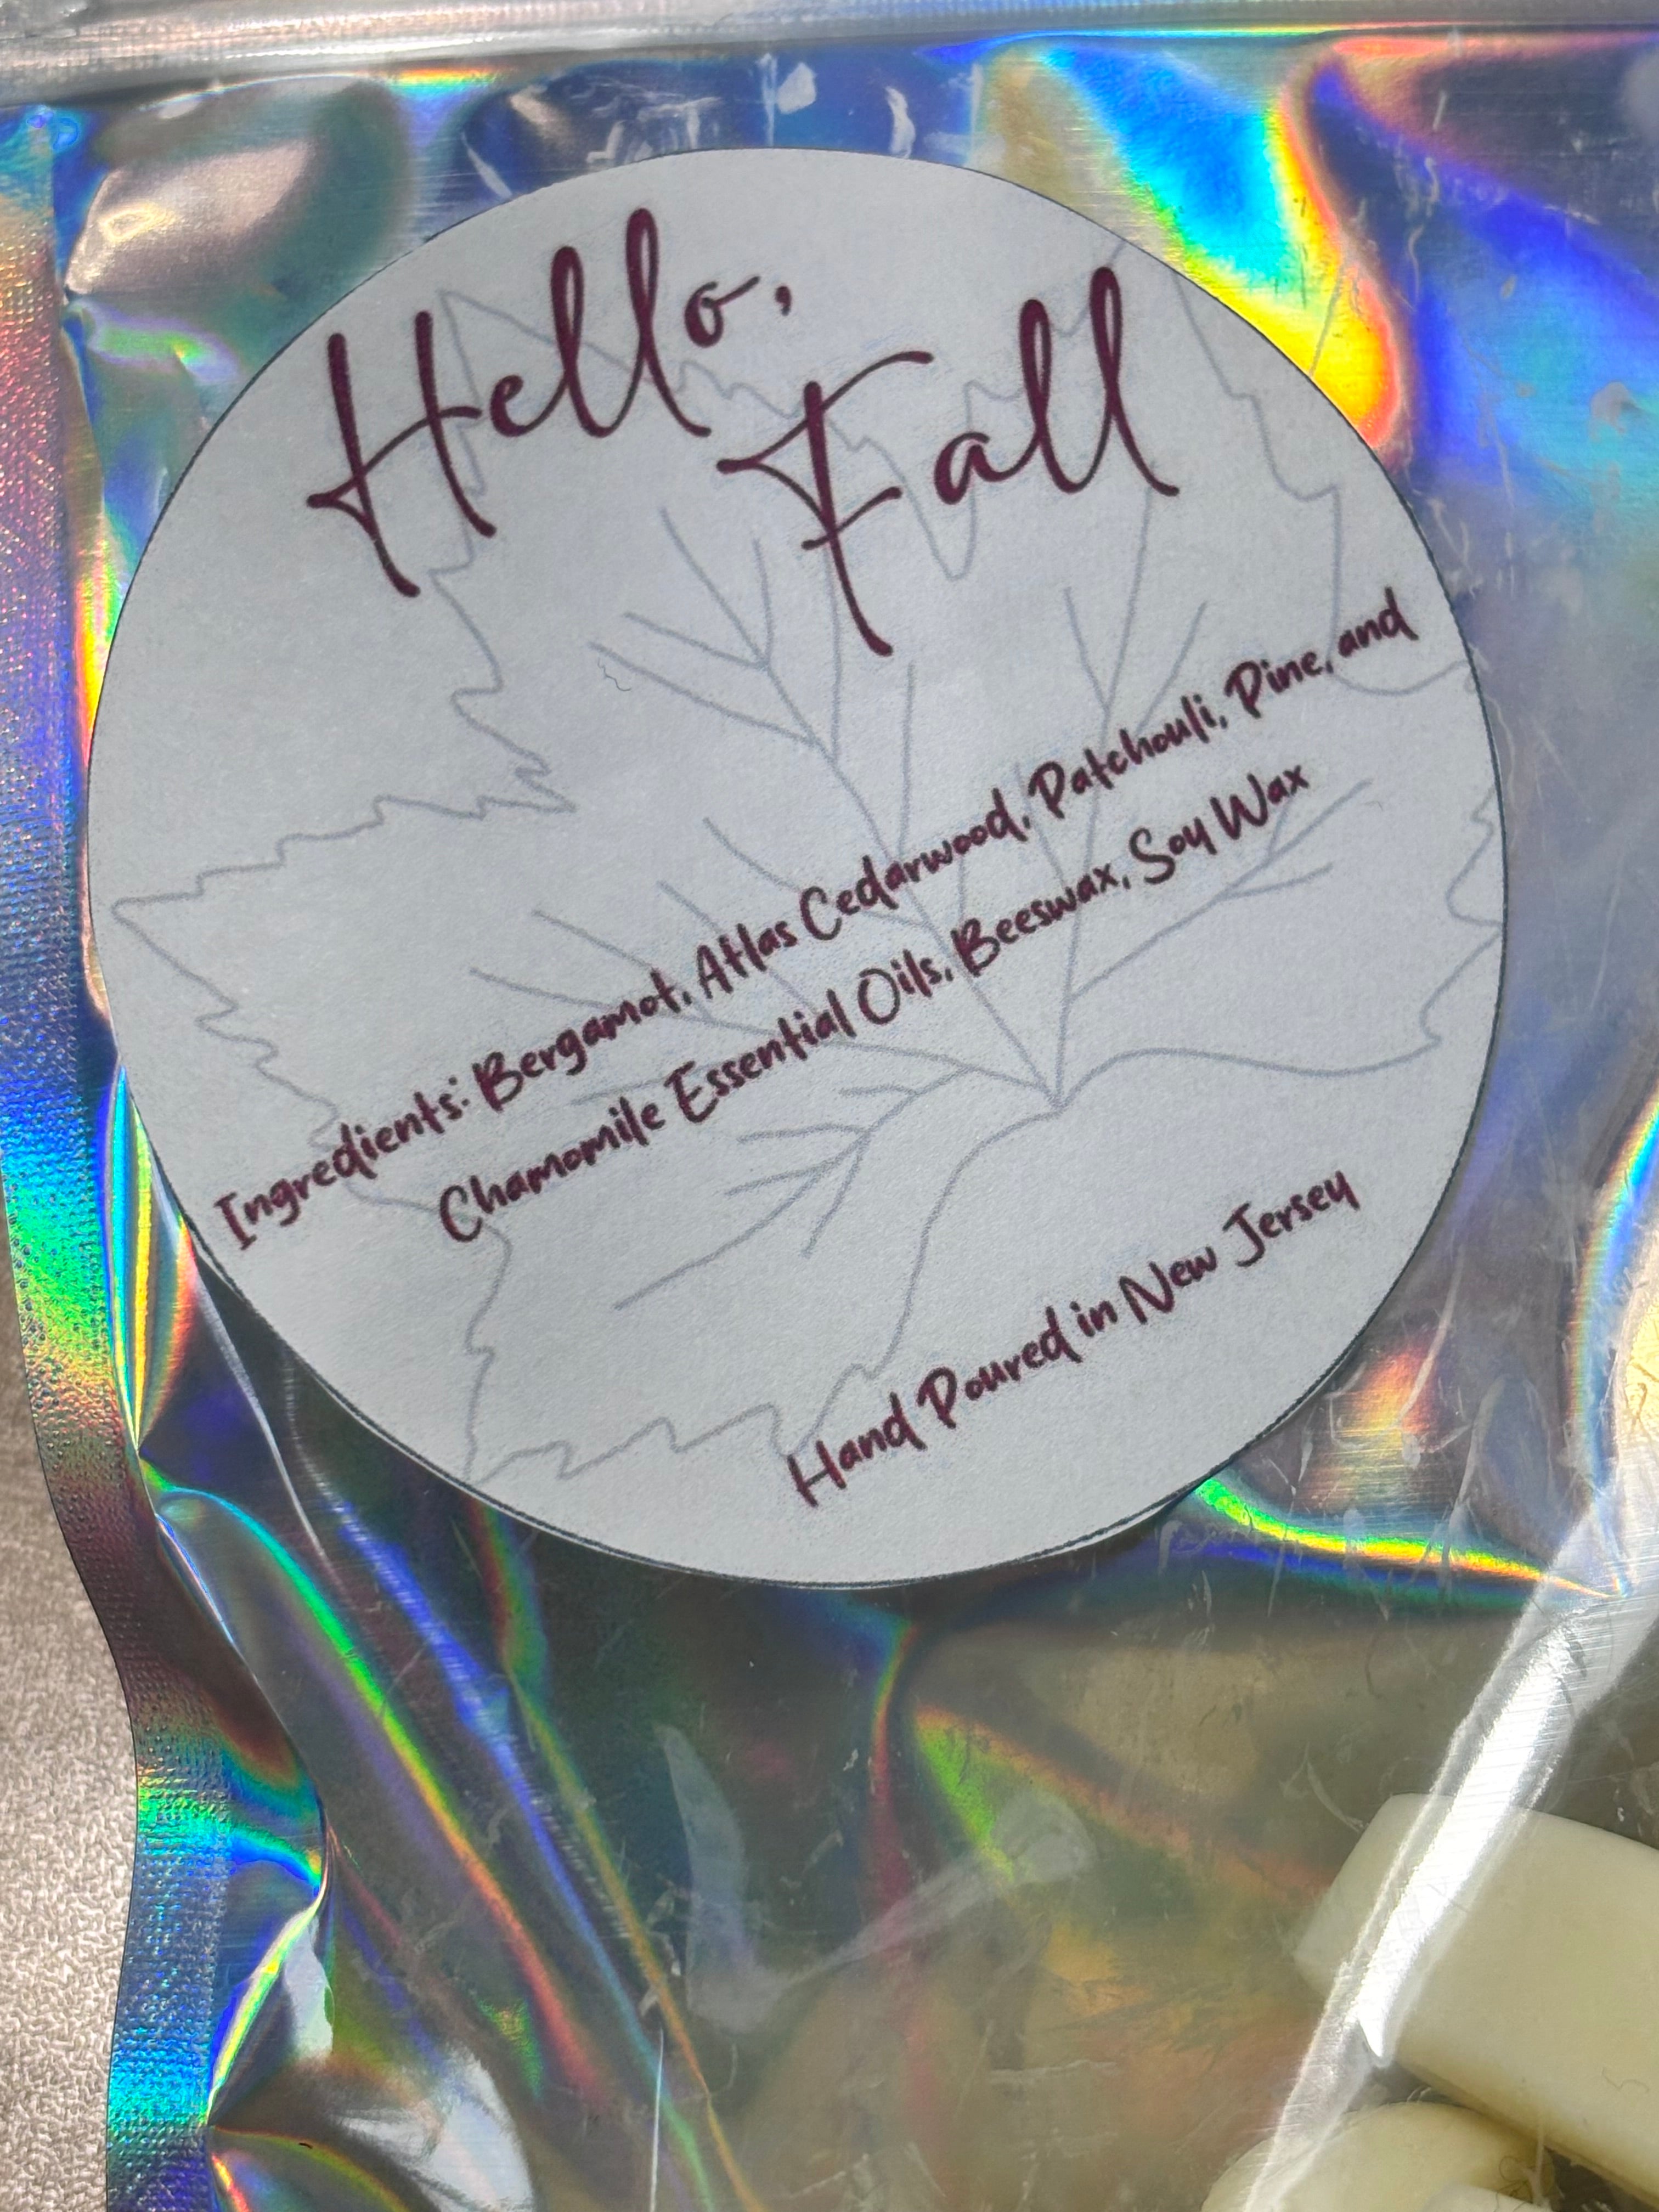 Hello,
Fall
Ingredients: Bergamot, Atlas Cedarwood, Patchouli, Pine, and
Chamomile Essential Oils, Beeswax, Soy Wax
Hand Poured in New Jersey